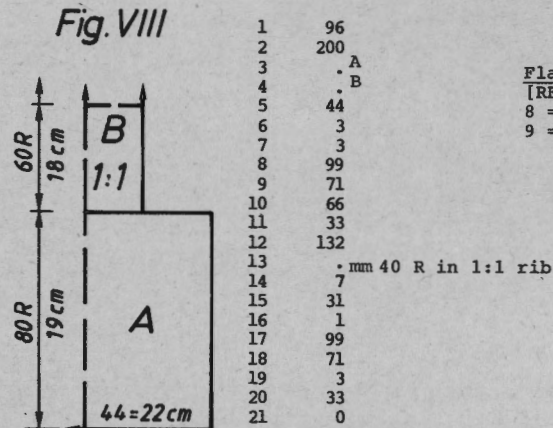 Fig. VIII
60R
18cm
B
1:1
80R
19cm
A
44=22cm
1 96
2 200
3 . A
4 . B
5 44
6 3
7 3
8 99
9 71
10 66
11 33
12 132
13 . mm 40 R in 1:1 rib
14 7
15 31
16 1
17 99
18 71
19 3
20 33
21 0
8 =
9 =